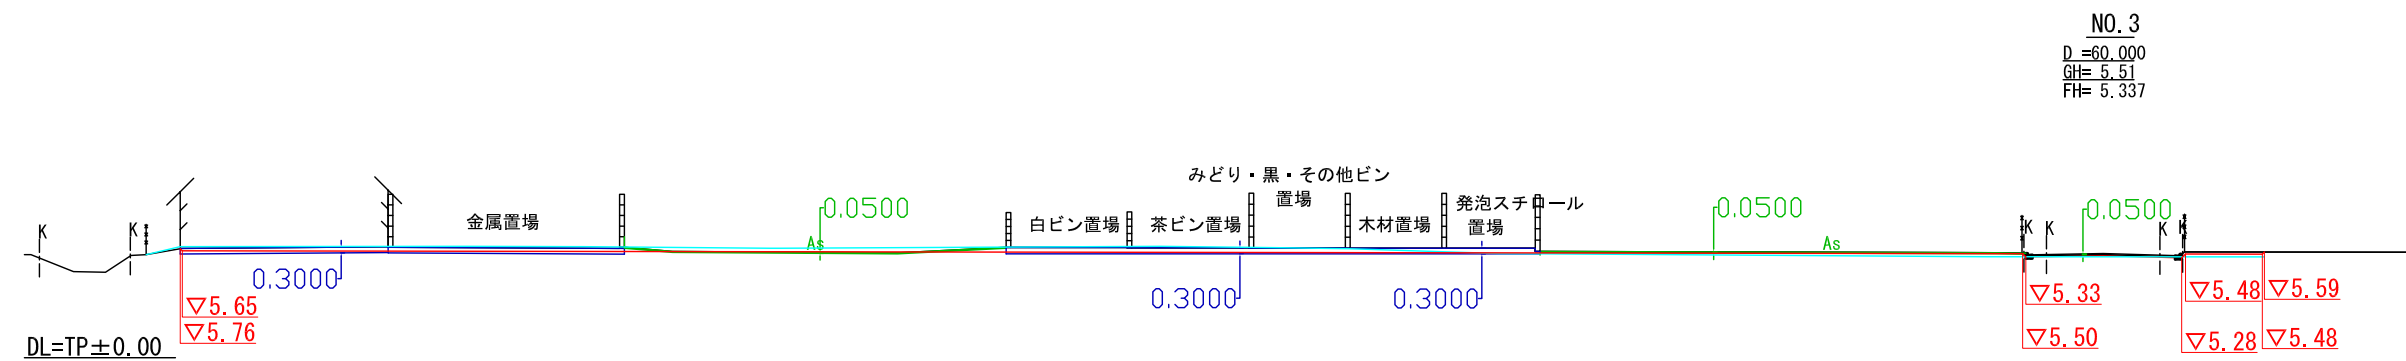 NO.3
D =60.000
GH= 5.51
FH= 5.337
みどり・黒・その他ビン
置場
金属置場
白ビン置場
茶ビン置場
木材置場
発泡スチロール
置場
0.0500
0.0500
0.0500
K
K
K
K
K
K
As
As
0.3000
0.3000
0.3000
▽5.65
▽5.76
▽5.33
▽5.50
▽5.48
▽5.59
▽5.28
▽5.48
DL=TP±0.00